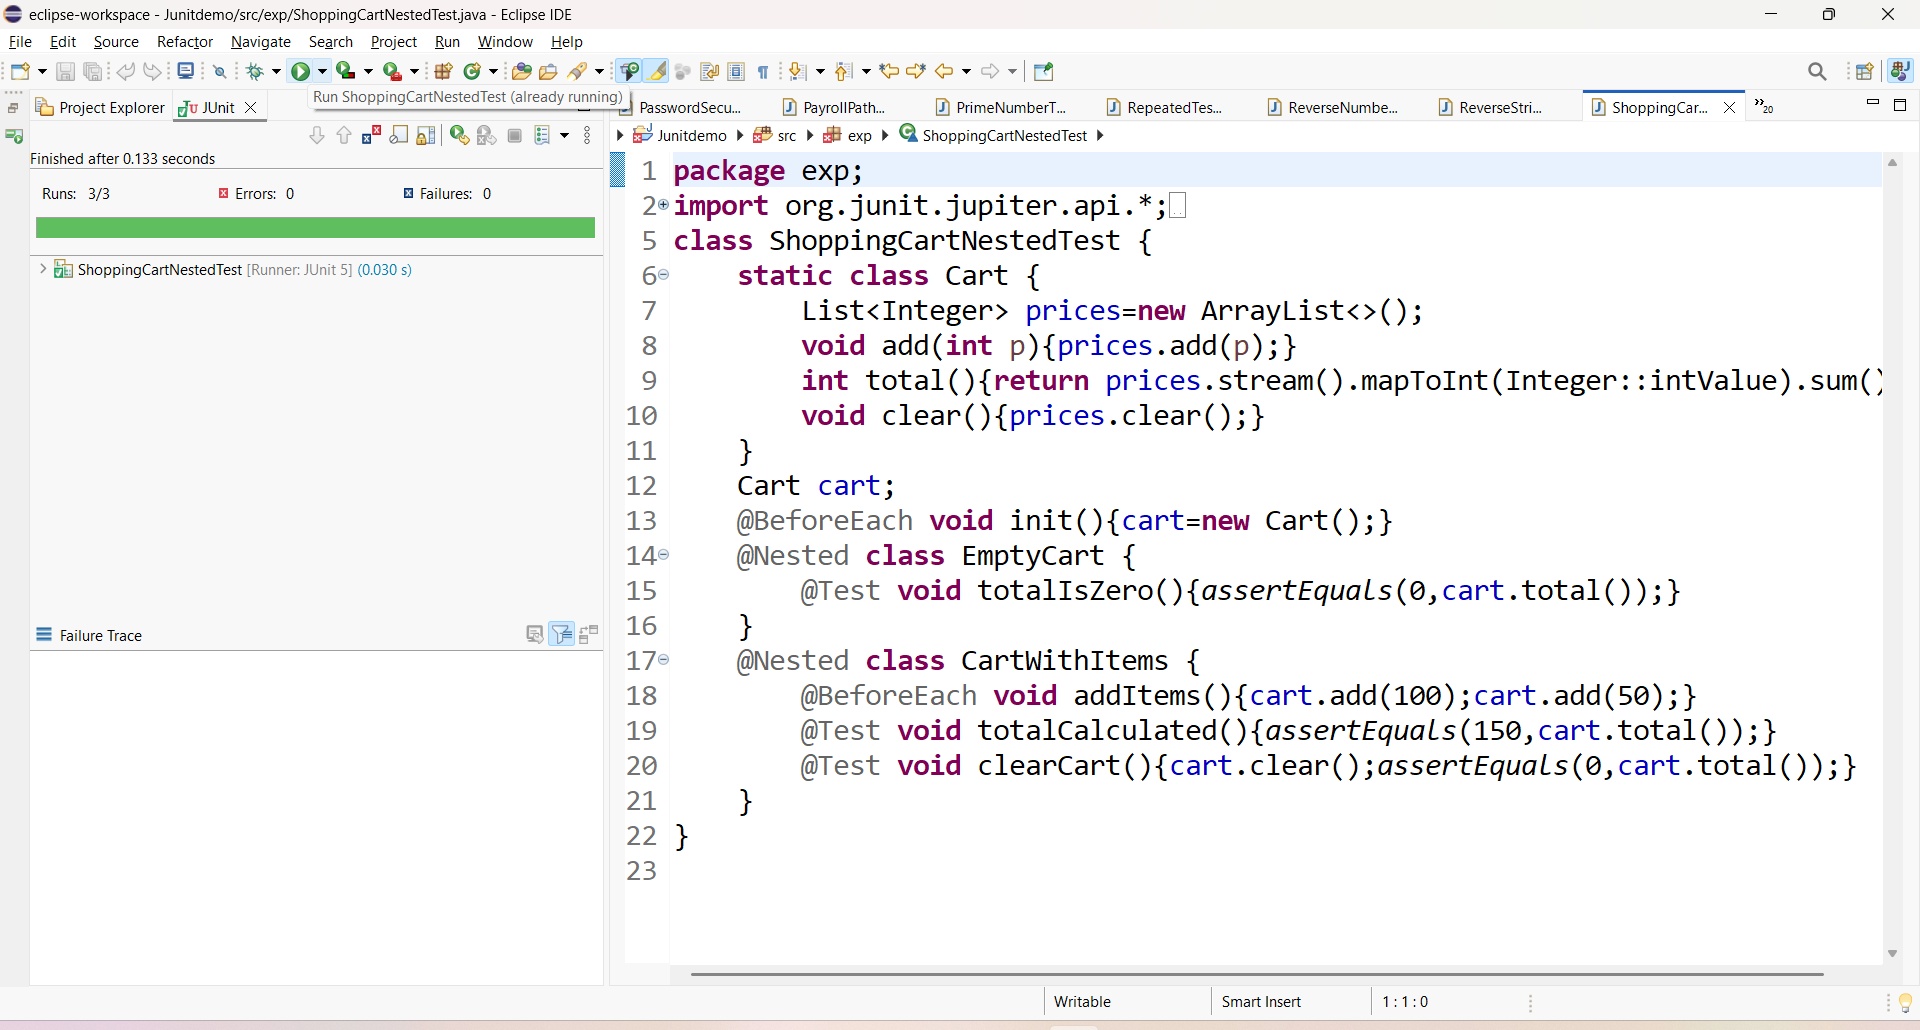 eclipse-workspace - Junitdemo/src/exp/ShoppingCartNestedTest.java - Eclipse IDE
File Edit Source Refactor Navigate Search Project Run Window Help
Run ShoppingCartNestedTest (already running)
Project Explorer JUnit
PasswordSecu... PayrollPath... PrimeNumberT... RepeatedTes... ReverseNumbe... ReverseStri... ShoppingCar... »20
Junitdemo src exp ShoppingCartNestedTest
Finished after 0.133 seconds
Runs: 3/3 Errors: 0 Failures: 0
ShoppingCartNestedTest [Runner: JUnit 5] (0.030 s)
Failure Trace
1 package exp;
2 import org.junit.jupiter.api.*;
5 class ShoppingCartNestedTest {
6 static class Cart {
7 List<Integer> prices=new ArrayList<>();
8 void add(int p){prices.add(p);}
9 int total(){return prices.stream().mapToInt(Integer::intValue).sum()
10 void clear(){prices.clear();}
11 }
12 Cart cart;
13 @BeforeEach void init(){cart=new Cart();}
14 @Nested class EmptyCart {
15 @Test void totalIsZero(){assertEquals(0,cart.total());}
16 }
17 @Nested class CartWithItems {
18 @BeforeEach void addItems(){cart.add(100);cart.add(50);}
19 @Test void totalCalculated(){assertEquals(150,cart.total());}
20 @Test void clearCart(){cart.clear();assertEquals(0,cart.total());}
21 }
22 }
23
Writable Smart Insert 1 : 1 : 0